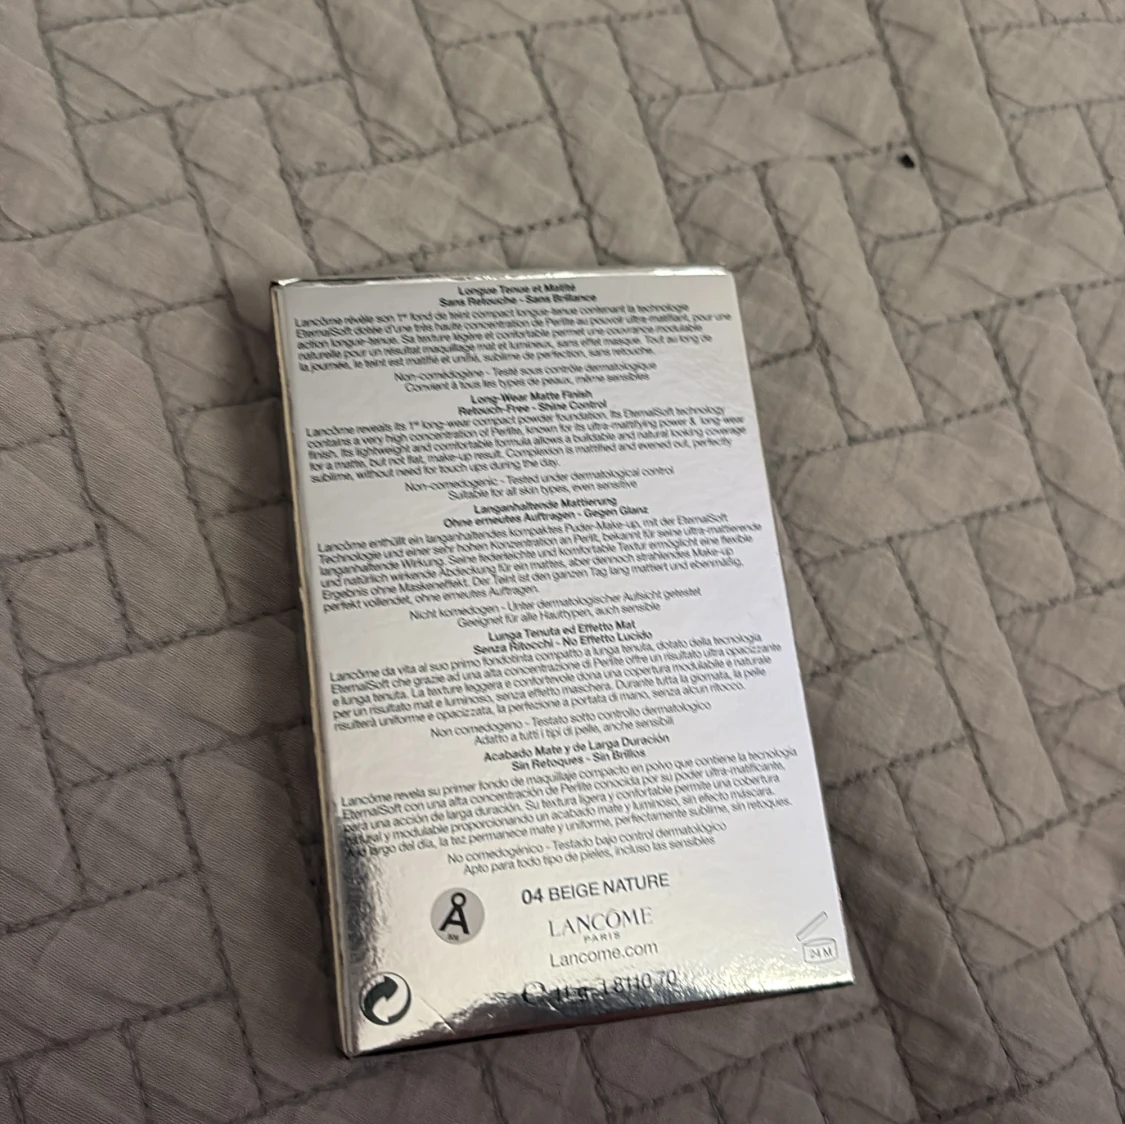 Longue Tenue et Matité
Sans Retouche - Sans Brillance
Lancôme révèle son 1er fond de teint compact longue-tenue contenant la technologie
EternalSoft dotée d'une très haute concentration de Perlite au pouvoir ultra-matifiant, pour une
action longue-tenue. Sa texture légère et confortable permet une couvrance modulable
naturelle pour un résultat maquillage mat et lumineux, sans effet masque. Tout au long de
la journée, le teint est matifié et unifié, sublime de perfection, sans retouche.
Non-comédogène - Testé sous contrôle dermatologique
Convient à tous les types de peaux, même sensibles
Long-Wear Matte Finish
Retouch-Free - Shine Control
Lancôme reveals its 1st long-wear compact powder foundation. Its EternalSoft technology
contains a very high concentration of Perlite, known for its ultra-mattifying power & long-wear
finish. Its lightweight and comfortable formula allows a buildable and natural looking coverage
for a matte, but not flat, make-up result. Complexion is mattified and evened out, perfectly
sublime, without need for touch ups during the day.
Non-comedogenic - Tested under dermatological control
Suitable for all skin types, even sensitive
Langanhaltende Mattierung
Ohne erneutes Auftragen - Gegen Glanz
Lancôme enthüllt ein langanhaltendes kompaktes Puder-Make-up, mit der EternalSoft
Technologie und einer sehr hohen Konzentration an Perlit, bekannt für seine ultra-mattierende
langanhaltende Wirkung. Seine federleichte und komfortable Textur ermöglicht eine flexible
und natürlich wirkende Abdeckung für ein mattes, aber dennoch strahlendes Make-up
Ergebnis ohne Maskeneffekt. Der Teint ist den ganzen Tag lang mattiert und ebenmäßig,
perfekt vollendet, ohne erneutes Auftragen.
Nicht komedogen - Unter dermatologischer Aufsicht getestet
Geeignet für alle Hauttypen, auch sensible
Lunga Tenuta ed Effetto Mat
Senza Ritocchi - No Effetto Lucido
Lancôme da vita al suo primo fondotinta compatto a lunga tenuta, dotato della tecnologia
EternalSoft che grazie ad una alta concentrazione di Perlite offre un risultato ultra opacizzante
e lunga tenuta. La texture leggera e confortevole dona una copertura modulabile e naturale
per un risultato mat e luminoso, senza effetto maschera. Durante tutta la giornata, la pelle
risulterà uniforme e opacizzata, la perfezione a portata di mano, senza alcun ritocco.
Non comedogeno - Testato sotto controllo dermatologico
Adatto a tutti i tipi di pelle, anche sensibili
Acabado Mate y de Larga Duración
Sin Retoques - Sin Brillos
Lancôme revela su primer fondo de maquillaje compacto en polvo que contiene la tecnología
EternalSoft con una alta concentración de Perlite conocida por su poder ultra-matificante,
para una acción de larga duración. Su textura ligera y confortable permite una cobertura
natural y modulable proporcionando un acabado mate y luminoso, sin efecto máscara.
A lo largo del día, la tez permanece mate y uniforme, perfectamente sublime, sin retoques.
No comedogénico - Testado bajo control dermatológico
Apto para todo tipo de pieles, incluso las sensibles
04 BEIGE NATURE
LANCÔME
PARIS
Lancome.com
24 M
℮ 11 g